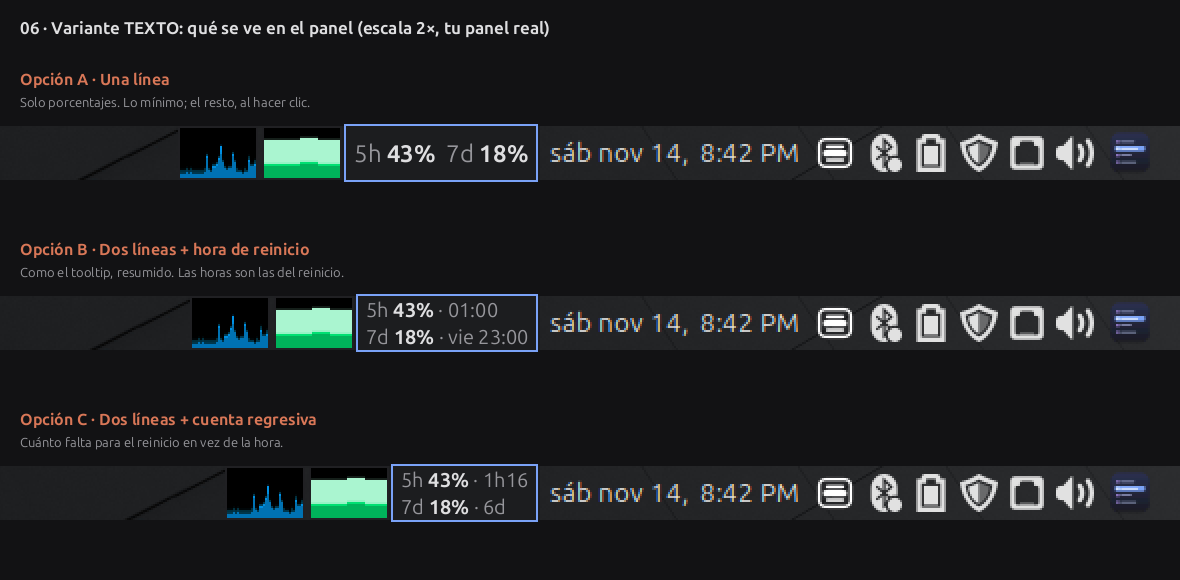 06 · Variante TEXTO: qué se ve en el panel (escala 2×, tu panel real)
Opción A · Una línea
Solo porcentajes. Lo mínimo; el resto, al hacer clic.
5h 43% 7d 18% sáb nov 14, 8:42 PM
Opción B · Dos líneas + hora de reinicio
Como el tooltip, resumido. Las horas son las del reinicio.
5h 43% · 01:00
7d 18% · vie 23:00
sáb nov 14, 8:42 PM
Opción C · Dos líneas + cuenta regresiva
Cuánto falta para el reinicio en vez de la hora.
5h 43% · 1h16
7d 18% · 6d
sáb nov 14, 8:42 PM